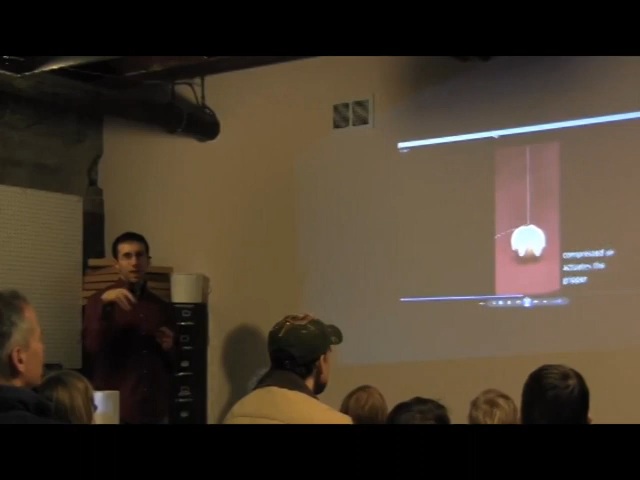 compressed air
actuates the
gripper